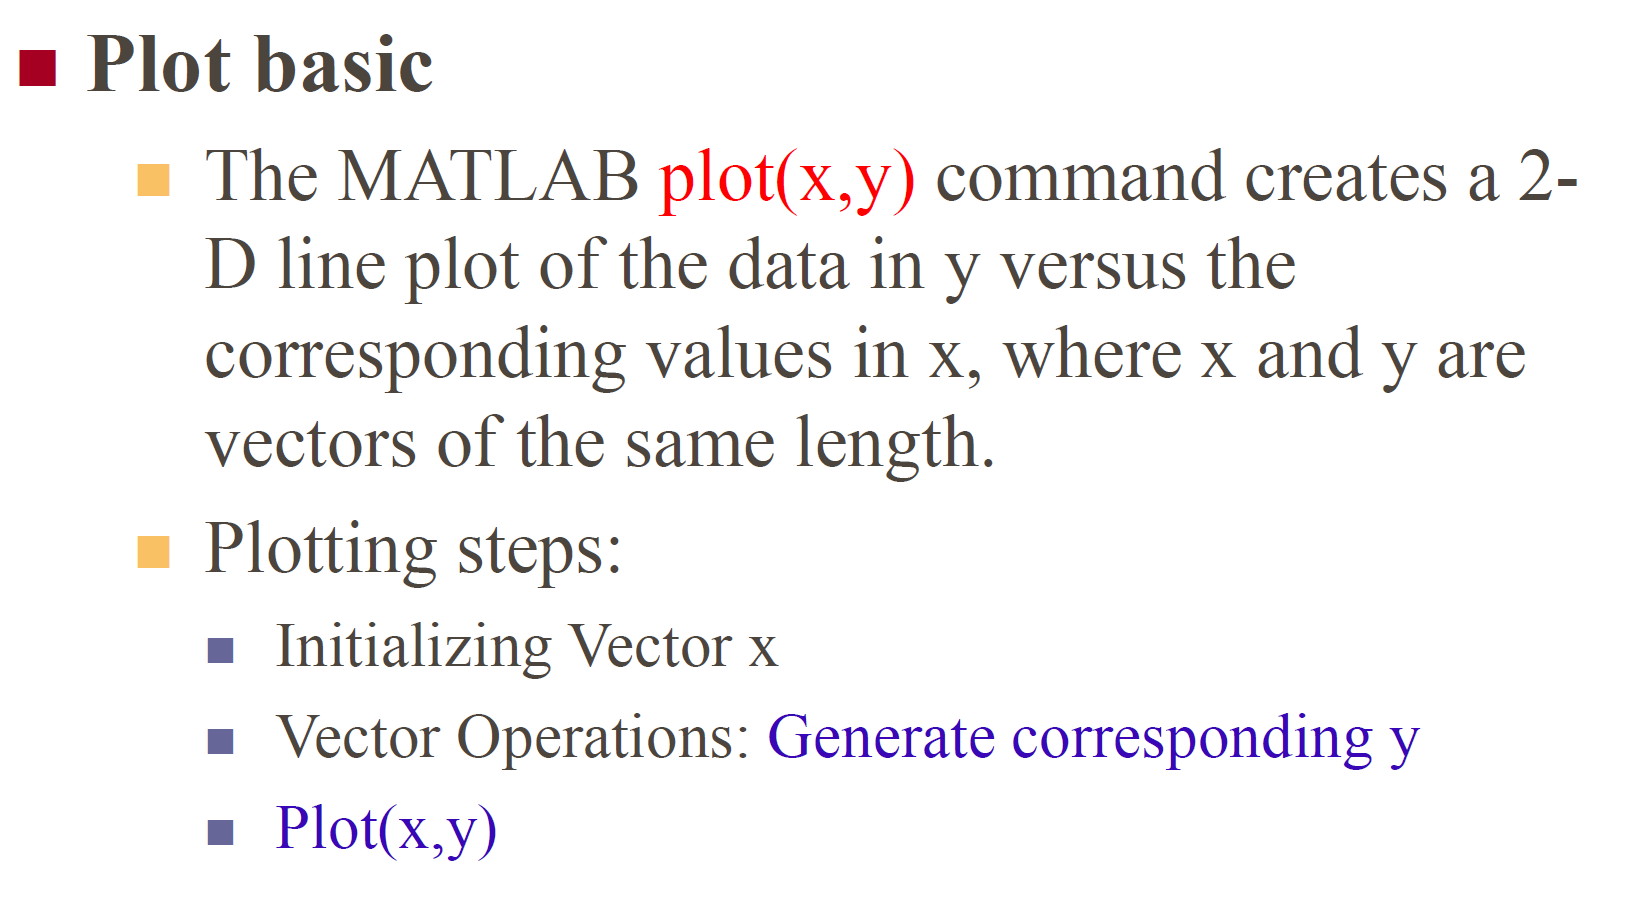 Plot basic
The MATLAB plot(x,y) command creates a 2-
D line plot of the data in y versus the
corresponding values in x, where x and y are
vectors of the same length.
Plotting steps:
Initializing Vector x
Vector Operations: Generate corresponding y
Plot(x,y)